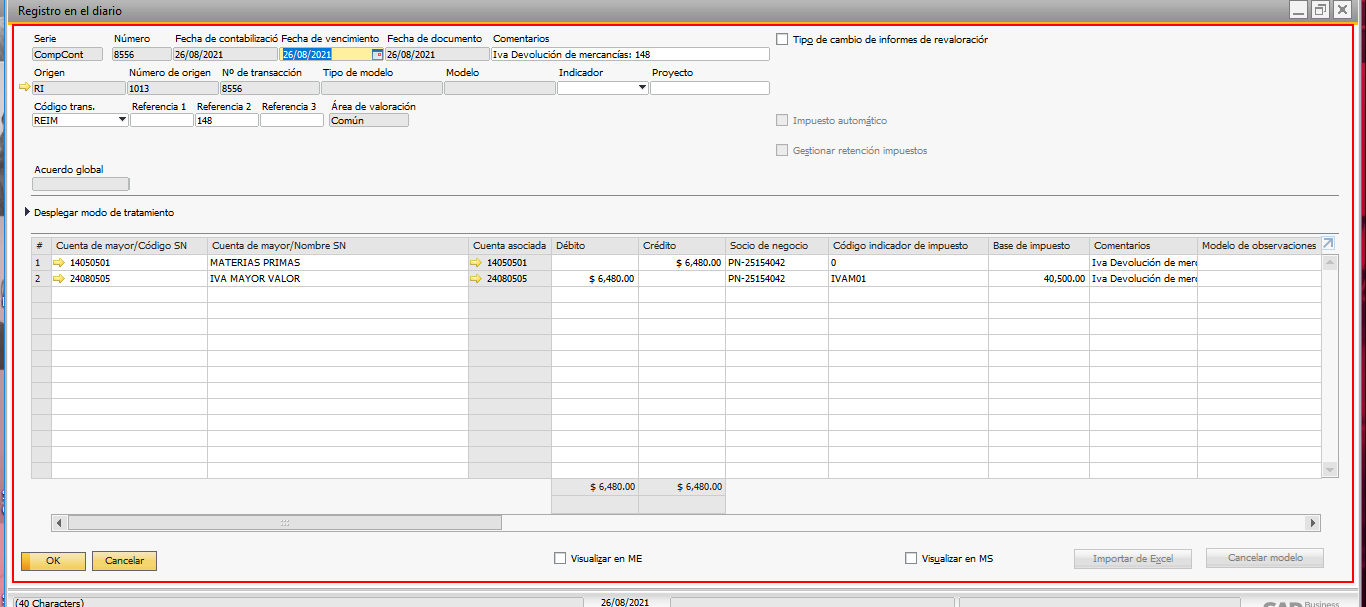 Registro en el diario
Serie Número Fecha de contabilizació Fecha de vencimiento Fecha de documento Comentarios
CompCont 8556 26/08/2021 26/08/2021 26/08/2021 Iva Devolución de mercancías: 148
Tipo de cambio de informes de revaloraciór
Origen Número de origen Nº de transacción Tipo de modelo Modelo Indicador Proyecto
RI 1013 8556
Código trans. Referencia 1 Referencia 2 Referencia 3 Área de valoración
REIM 148 Común
Impuesto automático
Gestionar retención impuestos
Acuerdo global
Desplegar modo de tratamiento
# Cuenta de mayor/Código SN Cuenta de mayor/Nombre SN Cuenta asociada Débito Crédito Socio de negocio Código indicador de impuesto Base de impuesto Comentarios Modelo de observaciones
1 14050501 MATERIAS PRIMAS 14050501 $ 6,480.00 PN-25154042 0 Iva Devolución de merc
2 24080505 IVA MAYOR VALOR 24080505 $ 6,480.00 PN-25154042 IVAM01 40,500.00 Iva Devolución de merc
$ 6,480.00 $ 6,480.00
OK Cancelar Visualizar en ME Visualizar en MS Importar de Excel Cancelar modelo
(40 Characters) 26/08/2021 SAP Business